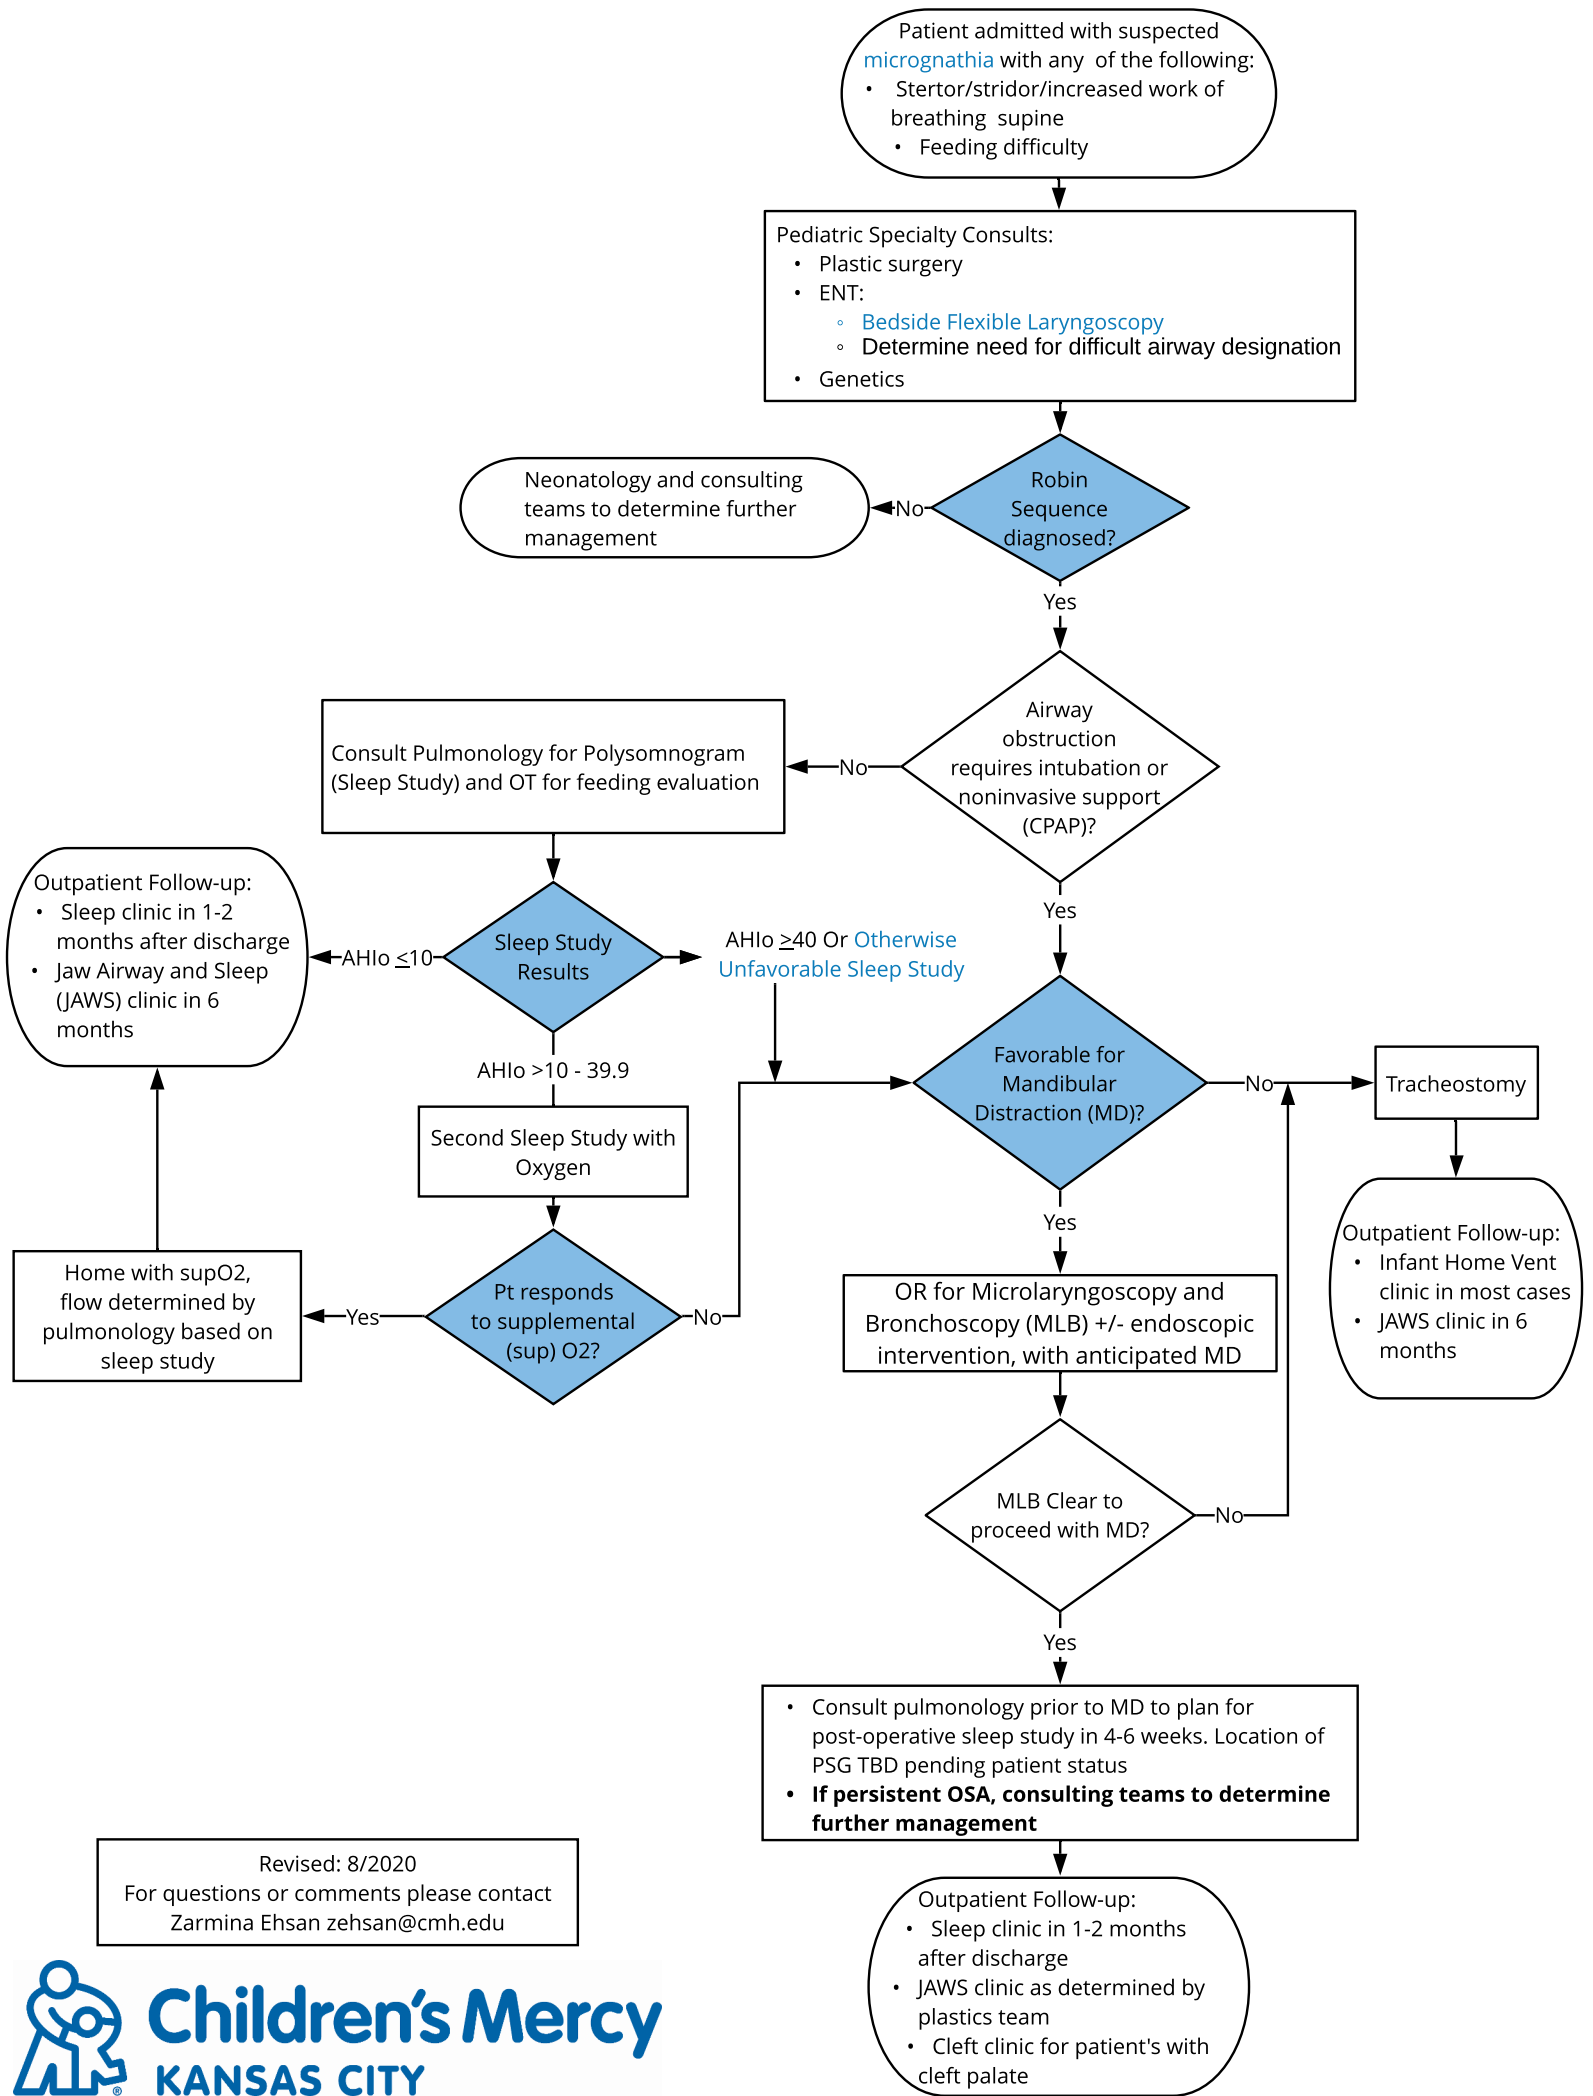 Patient admitted with suspected
micrognathia with any of the following:
• Stertor/stridor/increased work of
breathing supine
• Feeding difficulty
Pediatric Specialty Consults:
• Plastic surgery
• ENT:
◦ Bedside Flexible Laryngoscopy
◦ Determine need for difficult airway designation
• Genetics
Robin
Sequence
diagnosed?
No
Neonatology and consulting
teams to determine further
management
Yes
Airway
obstruction
requires intubation or
noninvasive support
(CPAP)?
No
Consult Pulmonology for Polysomnogram
(Sleep Study) and OT for feeding evaluation
Yes
Sleep Study
Results
AHIo ≤10
Outpatient Follow-up:
• Sleep clinic in 1-2
months after discharge
• Jaw Airway and Sleep
(JAWS) clinic in 6
months
AHIo ≥40 Or Otherwise
Unfavorable Sleep Study
AHIo >10 - 39.9
Second Sleep Study with
Oxygen
Pt responds
to supplemental
(sup) O2?
Yes
Home with supO2,
flow determined by
pulmonology based on
sleep study
No
Favorable for
Mandibular
Distraction (MD)?
No
Tracheostomy
Outpatient Follow-up:
• Infant Home Vent
clinic in most cases
• JAWS clinic in 6
months
Yes
OR for Microlaryngoscopy and
Bronchoscopy (MLB) +/- endoscopic
intervention, with anticipated MD
MLB Clear to
proceed with MD?
No
Yes
• Consult pulmonology prior to MD to plan for
post-operative sleep study in 4-6 weeks. Location of
PSG TBD pending patient status
• If persistent OSA, consulting teams to determine
further management
Outpatient Follow-up:
• Sleep clinic in 1-2 months
after discharge
• JAWS clinic as determined by
plastics team
• Cleft clinic for patient's with
cleft palate
Revised: 8/2020
For questions or comments please contact
Zarmina Ehsan zehsan@cmh.edu
Children's Mercy
KANSAS CITY
®